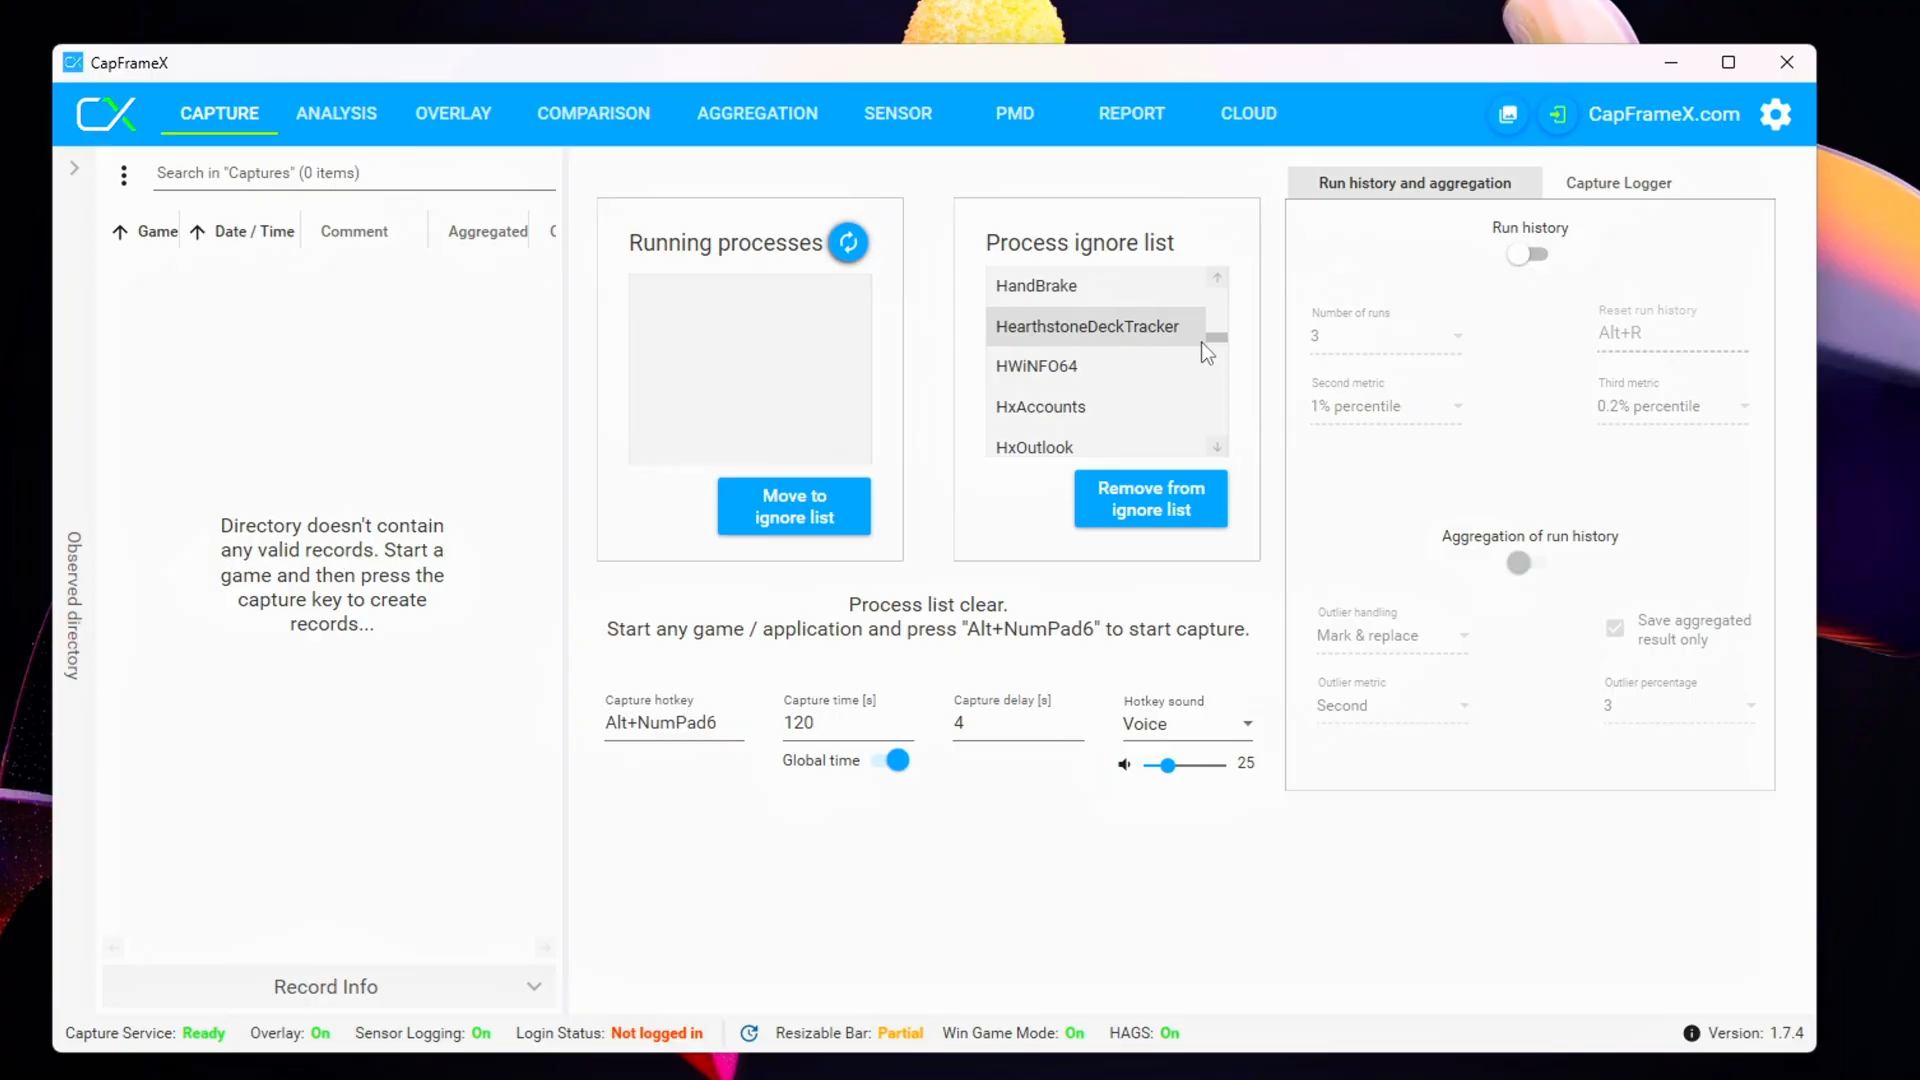 CapFrameX
CX CAPTURE ANALYSIS OVERLAY COMPARISON AGGREGATION SENSOR PMD REPORT CLOUD CapFrameX.com
Search in "Captures" (0 items)
Game Date / Time Comment Aggregated
Observed directory
Directory doesn't contain
any valid records. Start a
game and then press the
capture key to create
records...
Record Info
Running processes
Move to
ignore list
Process ignore list
HandBrake
HearthstoneDeckTracker
HWiNFO64
HxAccounts
HxOutlook
Remove from
ignore list
Process list clear.
Start any game / application and press "Alt+NumPad6" to start capture.
Capture hotkey
Alt+NumPad6
Capture time [s]
120
Global time
Capture delay [s]
4
Hotkey sound
Voice
25
Run history and aggregation Capture Logger
Run history
Number of runs
3
Reset run history
Alt+R
Second metric
1% percentile
Third metric
0.2% percentile
Aggregation of run history
Outlier handling
Mark & replace
Save aggregated
result only
Outlier metric
Second
Outlier percentage
3
Capture Service: Ready Overlay: On Sensor Logging: On Login Status: Not logged in Resizable Bar: Partial Win Game Mode: On HAGS: On Version: 1.7.4